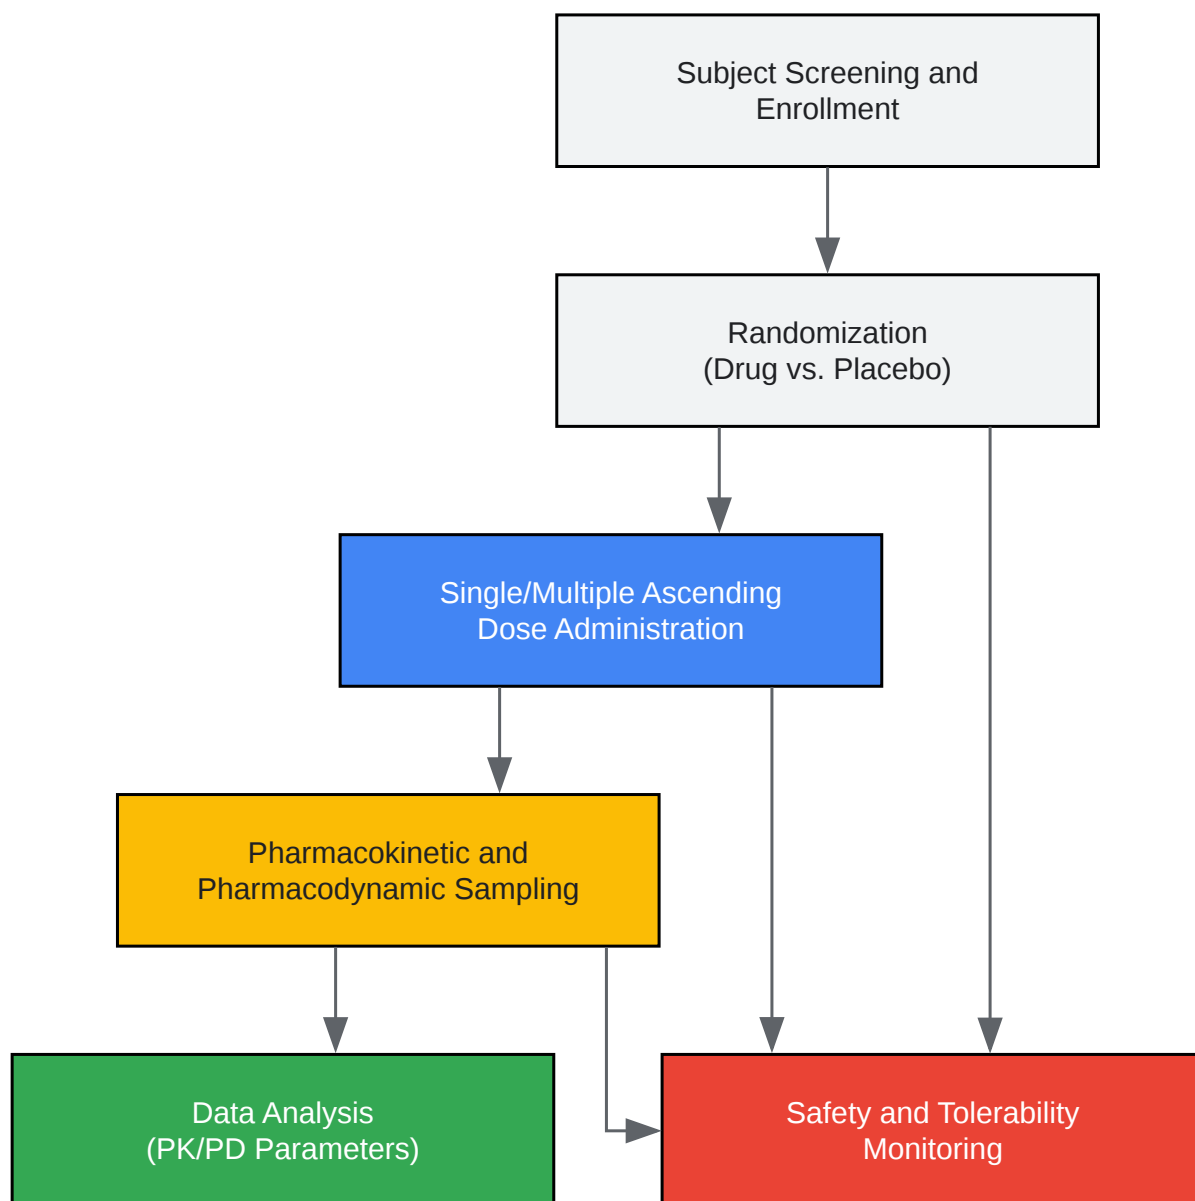 Subject Screening and
Enrollment
Randomization
(Drug vs. Placebo)
Single/Multiple Ascending
Dose Administration
Pharmacokinetic and
Pharmacodynamic Sampling
Data Analysis
(PK/PD Parameters)
Safety and Tolerability
Monitoring